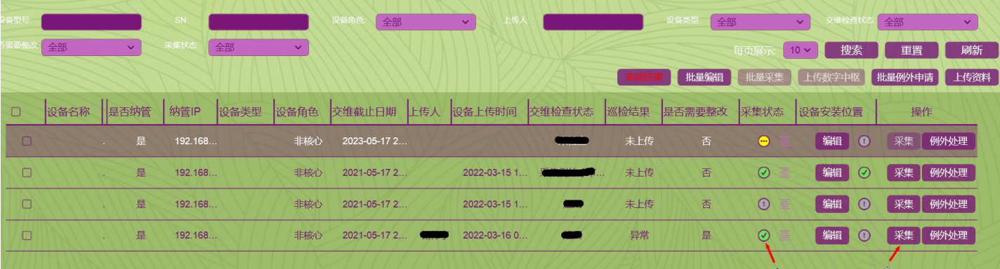 设备型号: SN: 设备角色: 全部 上传人: 设备类型: 全部 交维检查状态: 全部
否需要整改: 全部 采集状态: 全部
每页展示: 10 搜索 重置 刷新
审核结果 批量编辑 批量采集 上传数字中枢 批量例外申请 上传资料
设备名称 是否纳管 纳管IP 设备类型 设备角色 交维截止日期 上传人 设备上传时间 交维检查状态 巡检结果 是否需要整改 采集状态 设备安装位置 操作
. 是 192.168... 非核心 2023-05-17 2... 未上传 否 编辑 采集 例外处理
. 是 192.168... 非核心 2021-05-17 2... 2022-03-15 1... 未上传 否 编辑 采集 例外处理
. 是 192.168... 非核心 2021-05-17 2... 2022-03-15 1... 未上传 否 编辑 采集 例外处理
. 是 192.168... 非核心 2021-05-17 2... 2022-03-16 0... 异常 是 编辑 采集 例外处理